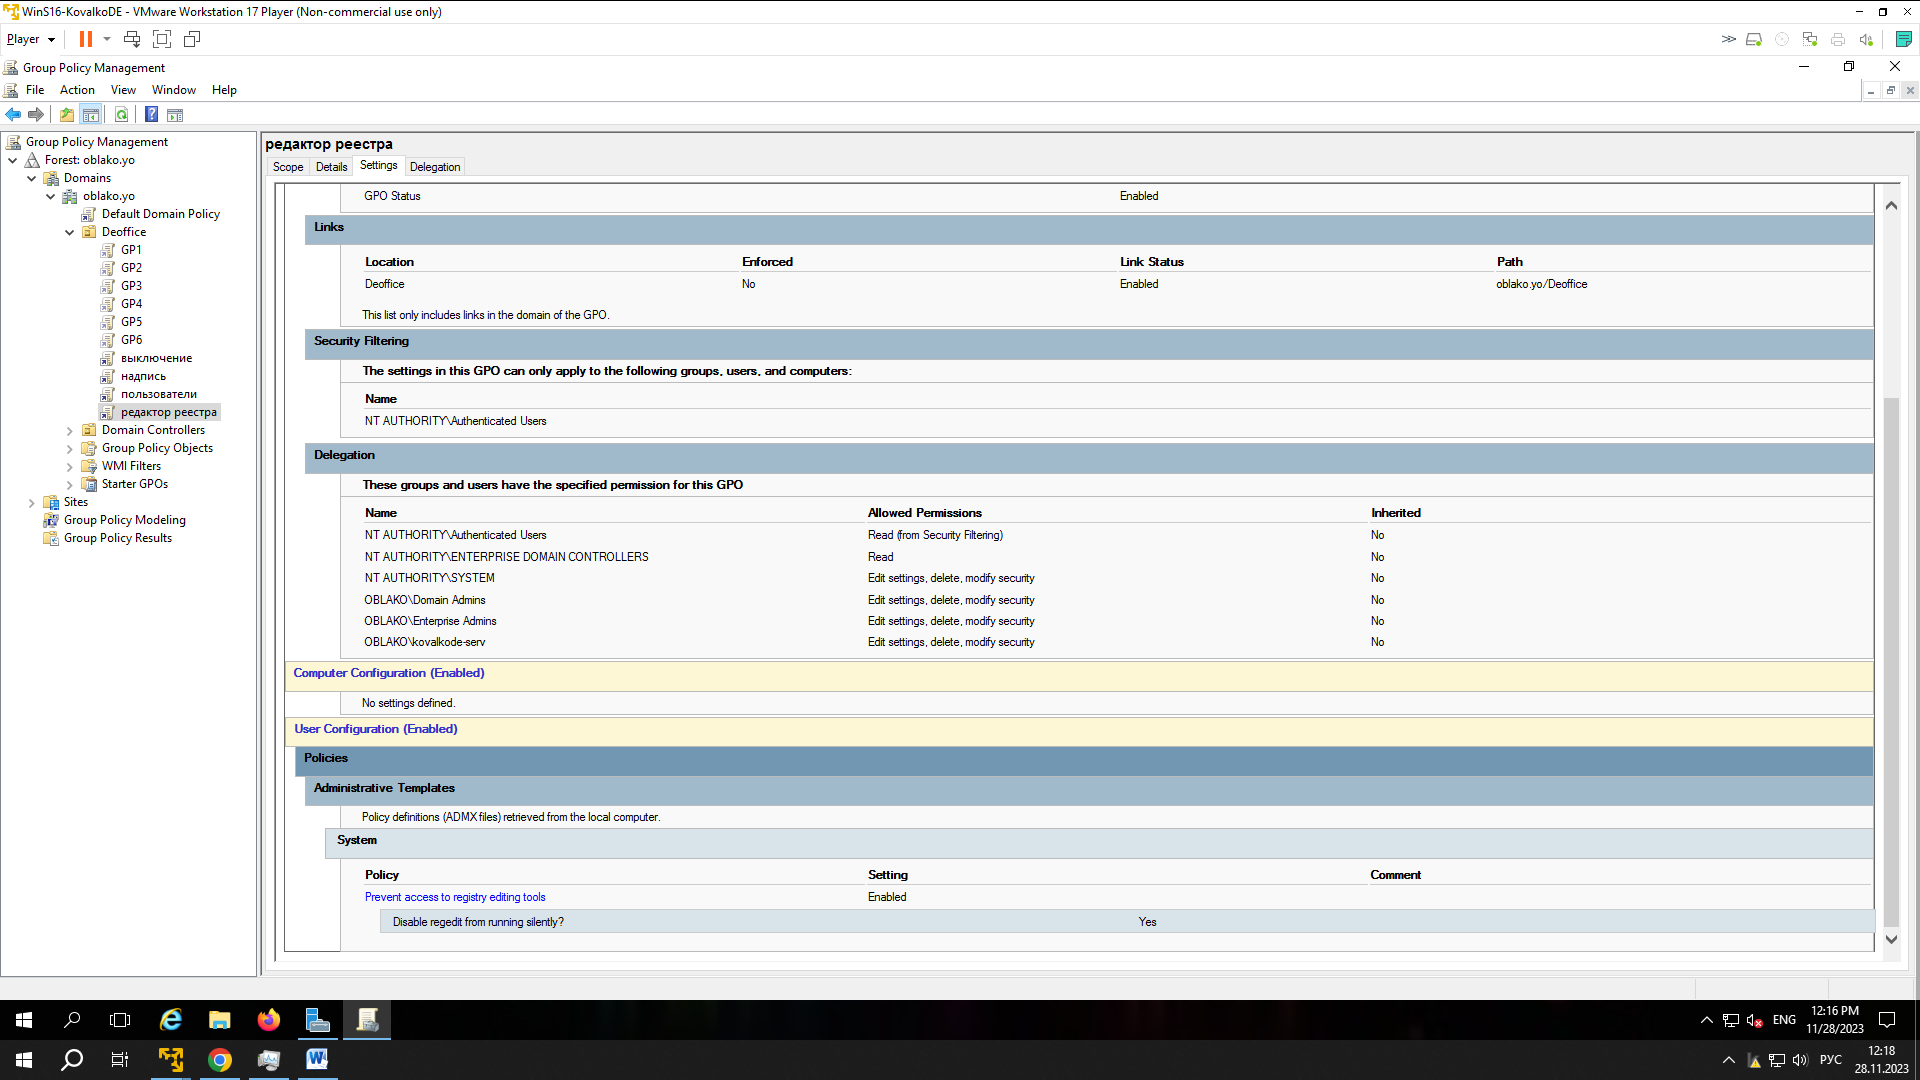 WinS16-KovalkoDE - VMware Workstation 17 Player (Non-commercial use only)
Player
Group Policy Management
File Action View Window Help
Group Policy Management
Forest: oblako.yo
Domains
oblako.yo
Default Domain Policy
Deoffice
GP1
GP2
GP3
GP4
GP5
GP6
выключение
надпись
пользователи
редактор реестра
Domain Controllers
Group Policy Objects
WMI Filters
Starter GPOs
Sites
Group Policy Modeling
Group Policy Results
редактор реестра
Scope Details Settings Delegation
GPO Status Enabled
Links
Location Enforced Link Status Path
Deoffice No Enabled oblako.yo/Deoffice
This list only includes links in the domain of the GPO.
Security Filtering
The settings in this GPO can only apply to the following groups, users, and computers:
Name
NT AUTHORITY\Authenticated Users
Delegation
These groups and users have the specified permission for this GPO
Name Allowed Permissions Inherited
NT AUTHORITY\Authenticated Users Read (from Security Filtering) No
NT AUTHORITY\ENTERPRISE DOMAIN CONTROLLERS Read No
NT AUTHORITY\SYSTEM Edit settings, delete, modify security No
OBLAKO\Domain Admins Edit settings, delete, modify security No
OBLAKO\Enterprise Admins Edit settings, delete, modify security No
OBLAKO\kovalkode-serv Edit settings, delete, modify security No
Computer Configuration (Enabled)
No settings defined.
User Configuration (Enabled)
Policies
Administrative Templates
Policy definitions (ADMX files) retrieved from the local computer.
System
Policy Setting Comment
Prevent access to registry editing tools Enabled
Disable regedit from running silently? Yes
ENG 12:16 PM
11/28/2023
РУС 12:18
28.11.2023